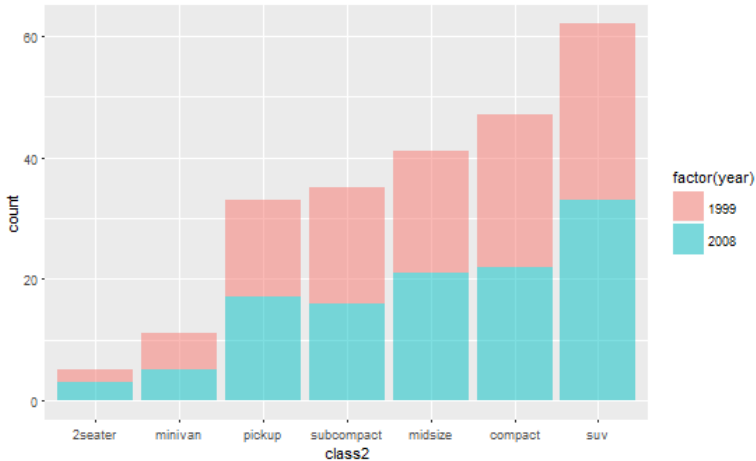 60
40
20
0
count
2seater minivan pickup subcompact midsize compact suv
class2
factor(year)
1999
2008